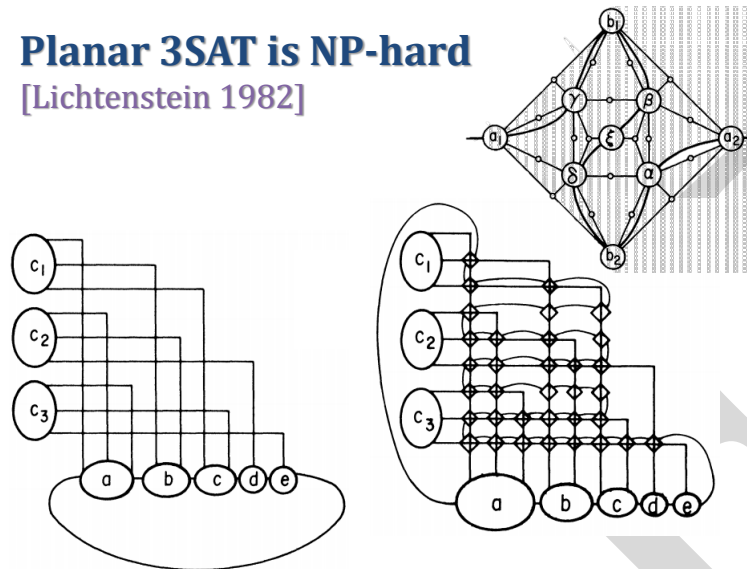 Planar 3SAT is NP-hard
[Lichtenstein 1982]
b₁
γ β
a₁ ξ a₂
δ α
b₂
c₁
c₂
c₃
a b c d e
c₁
c₂
c₃
a b c d e